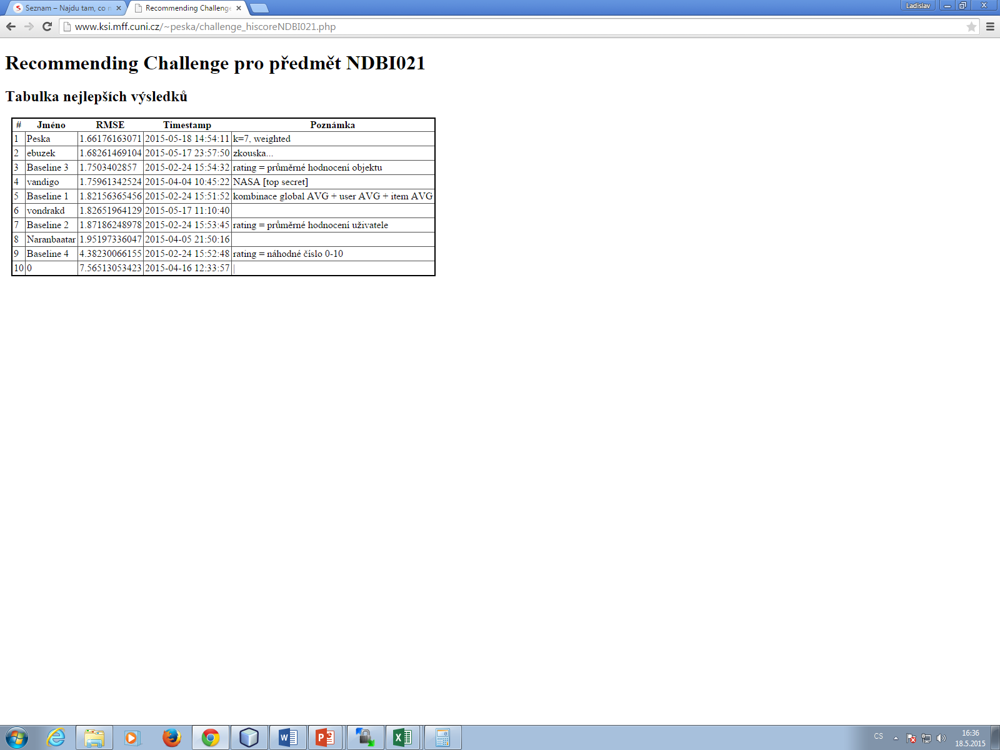 Seznam – Najdu tam, co n
Recommending Challenge
Ladislav
www.ksi.mff.cuni.cz/~peska/challenge_hiscoreNDBI021.php
Recommending Challenge pro předmět NDBI021
Tabulka nejlepších výsledků
# Jméno RMSE Timestamp Poznámka
1 Peska 1.66176163071 2015-05-18 14:54:11 k=7, weighted
2 ebuzek 1.68261469104 2015-05-17 23:57:50 zkouska...
3 Baseline 3 1.7503402857 2015-02-24 15:54:32 rating = průměrné hodnocení objektu
4 vandigo 1.75961342524 2015-04-04 10:45:22 NASA [top secret]
5 Baseline 1 1.82156365456 2015-02-24 15:51:52 kombinace global AVG + user AVG + item AVG
6 vondrakd 1.82651964129 2015-05-17 11:10:40
7 Baseline 2 1.87186248978 2015-02-24 15:53:45 rating = průměrné hodnocení uživatele
8 Naranbaatar 1.95197336047 2015-04-05 21:50:16
9 Baseline 4 4.38230066155 2015-02-24 15:52:48 rating = náhodné číslo 0-10
10 0 7.56513053423 2015-04-16 12:33:57 |
CS
16:36
18.5.2015